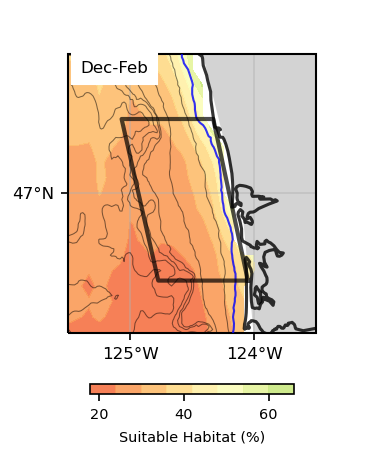 Dec-Feb
47°N
125°W 124°W
20 40 60
Suitable Habitat (%)